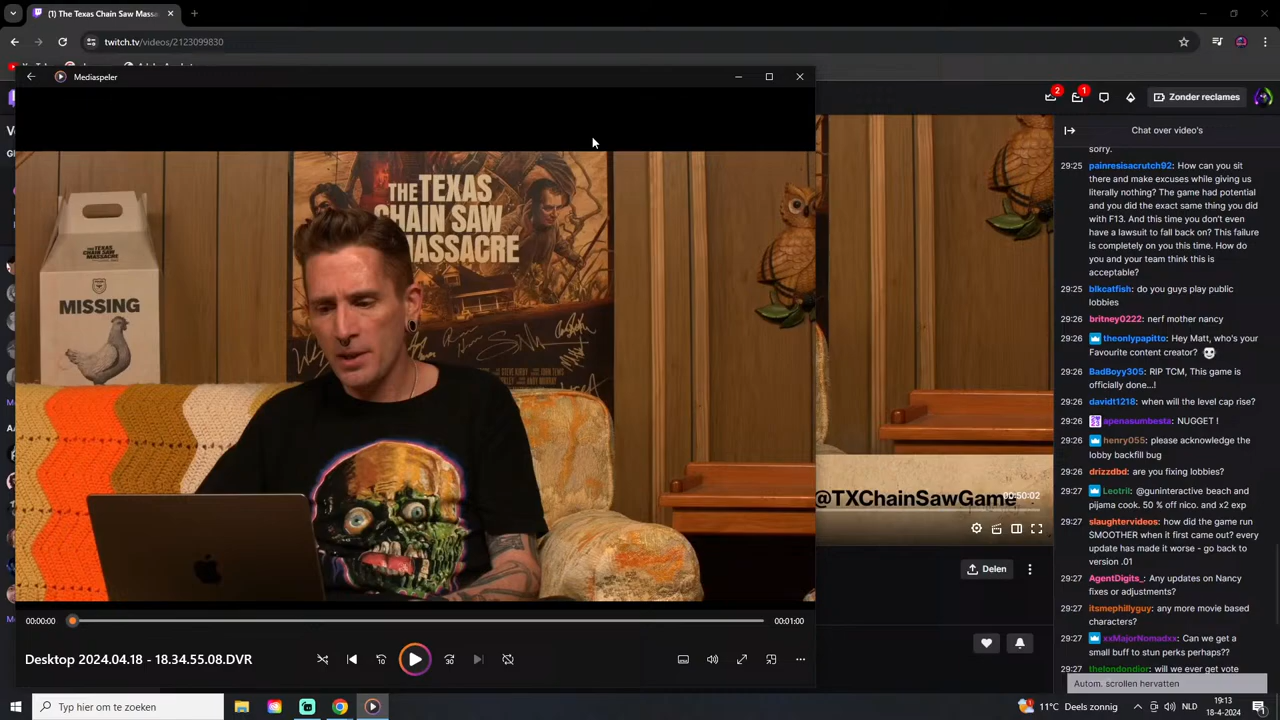 (1) The Texas Chain Saw Mass
twitch.tv/videos/2123099830
Mediaspeler
2
1
Zonder reclames
Chat over video's
THE TEXAS
CHAIN SAW
MASSACRE
MISSING
sorry.
29:25 painresisacrutch92: How can you sit
there and make excuses while giving us
literally nothing? The game had potential
and you did the exact same thing you did
with F13. And this time you don't even
have a lawsuit to fall back on? This failure
is completely on you this time. How do
you and your team think this is
acceptable?
29:25 blkcatfish: do you guys play public
lobbies
29:26 britney0222: nerf mother nancy
29:26 theonlypapitto: Hey Matt, who's your
Favourite content creator?
29:26 BadBoyy305: RIP TCM, This game is
officially done...!
29:26 davidt1218: when will the level cap rise?
29:26 apenasumbesta: NUGGET !
29:26 henry055: please acknowledge the
lobby backfill bug
29:26 drizzdbd: are you fixing lobbies?
29:27 Leotrii: @guninteractive beach and
pijama cook. 50 % off nico. and x2 exp
29:27 slaughtervideos: how did the game run
SMOOTHER when it first came out? every
update has made it worse - go back to
version .01
29:27 AgentDigits_: Any updates on Nancy
fixes or adjustments?
29:27 itsmephillyguy: any more movie based
characters?
29:27 xxMajorNomadxx: Can we get a
small buff to stun perks perhaps??
29:27 thelondondior: will we ever get vote
Autom. scrollen hervatten
@TXChainSawGame
00:50:02
Delen
00:00:00
00:01:00
Desktop 2024.04.18 - 18.34.55.08.DVR
10
30
Typ hier om te zoeken
11°C Deels zonnig
NLD
19:13
18-4-2024